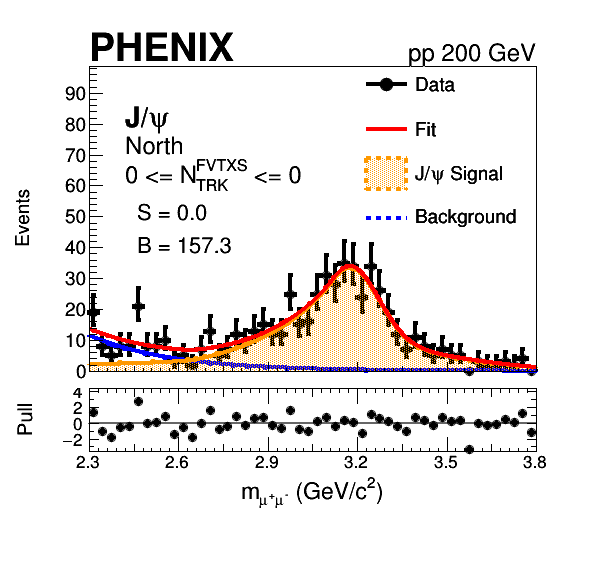 PHENIX pp 200 GeV
Data
J/ψ
Fit
North
0 <= N^FVTXS_TRK <= 0
J/ψ Signal
S = 0.0
Background
B = 157.3
Events
90
80
70
60
50
40
30
20
10
0
Pull
4
2
0
−2
2.3 2.6 2.9 3.2 3.5 3.8
m_μ⁺μ⁻ (GeV/c²)